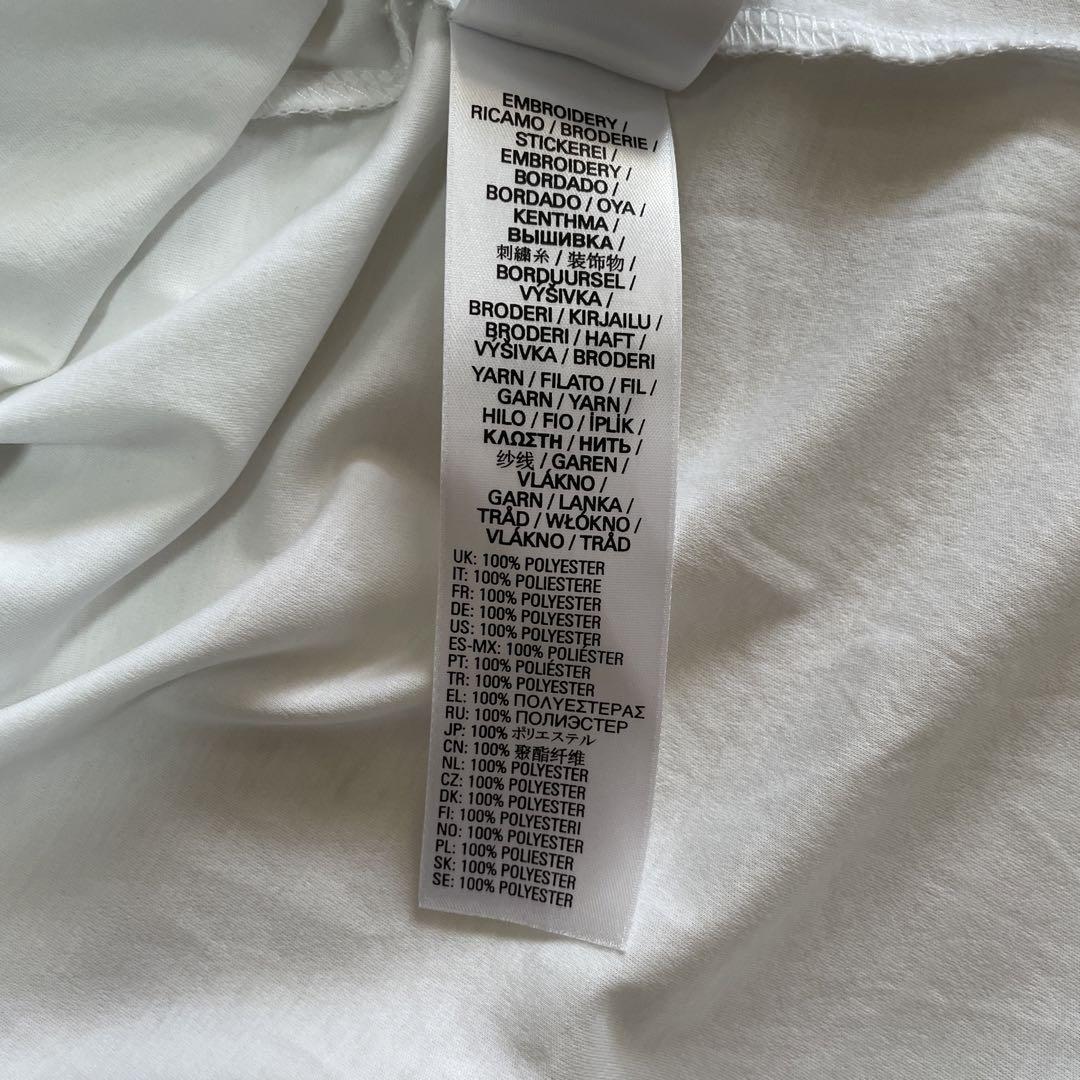 EMBROIDERY /
RICAMO / BRODERIE /
STICKEREI /
EMBROIDERY /
BORDADO /
BORDADO / OYA /
ΚΕΝΤΗΜΑ /
ВЫШИВКА /
刺繍糸 / 装饰物 /
BORDUURSEL /
VÝŠIVKA /
BRODERI / KIRJAILU /
BRODERI / HAFT /
VÝŠIVKA / BRODERI
YARN / FILATO / FIL /
GARN / YARN /
HILO / FIO / İPLİK /
ΚΛΩΣΤΗ / НИТЬ /
纱线 / GAREN /
VLÁKNO /
GARN / LANKA /
TRÅD / WŁÓKNO /
VLÁKNO / TRÅD
UK: 100% POLYESTER
IT: 100% POLIESTERE
FR: 100% POLYESTER
DE: 100% POLYESTER
US: 100% POLYESTER
ES-MX: 100% POLIÉSTER
PT: 100% POLIÉSTER
TR: 100% POLYESTER
EL: 100% ΠΟΛΥΕΣΤΕΡΑΣ
RU: 100% ПОЛИЭСТЕР
JP: 100% ポリエステル
CN: 100% 聚酯纤维
NL: 100% POLYESTER
CZ: 100% POLYESTER
DK: 100% POLYESTER
FI: 100% POLYESTERI
NO: 100% POLYESTER
PL: 100% POLIESTER
SK: 100% POLYESTER
SE: 100% POLYESTER